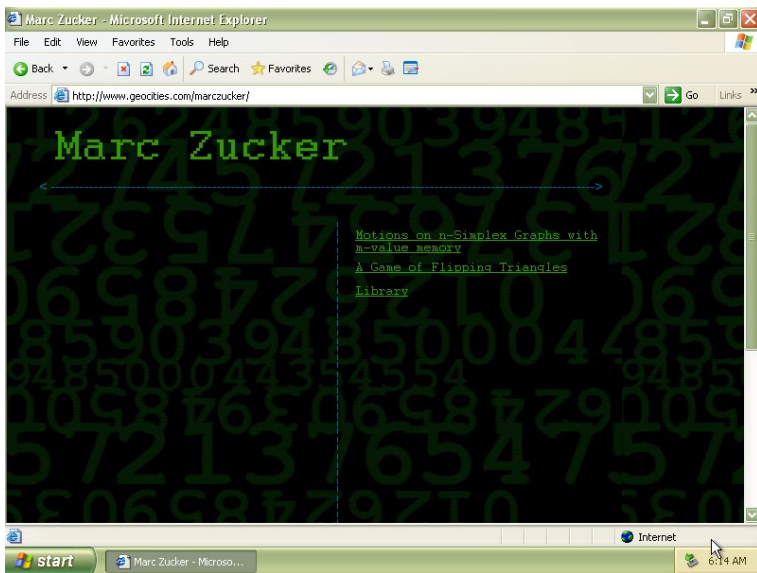 Marc Zucker - Microsoft Internet Explorer
File Edit View Favorites Tools Help
Back Search Favorites
Address http://www.geocities.com/marczucker/ Go Links »
Marc Zucker
Motions on n-Simplex Graphs with
m-value memory
A Game of Flipping Triangles
Library
Internet
start Marc Zucker - Microso... 6:14 AM